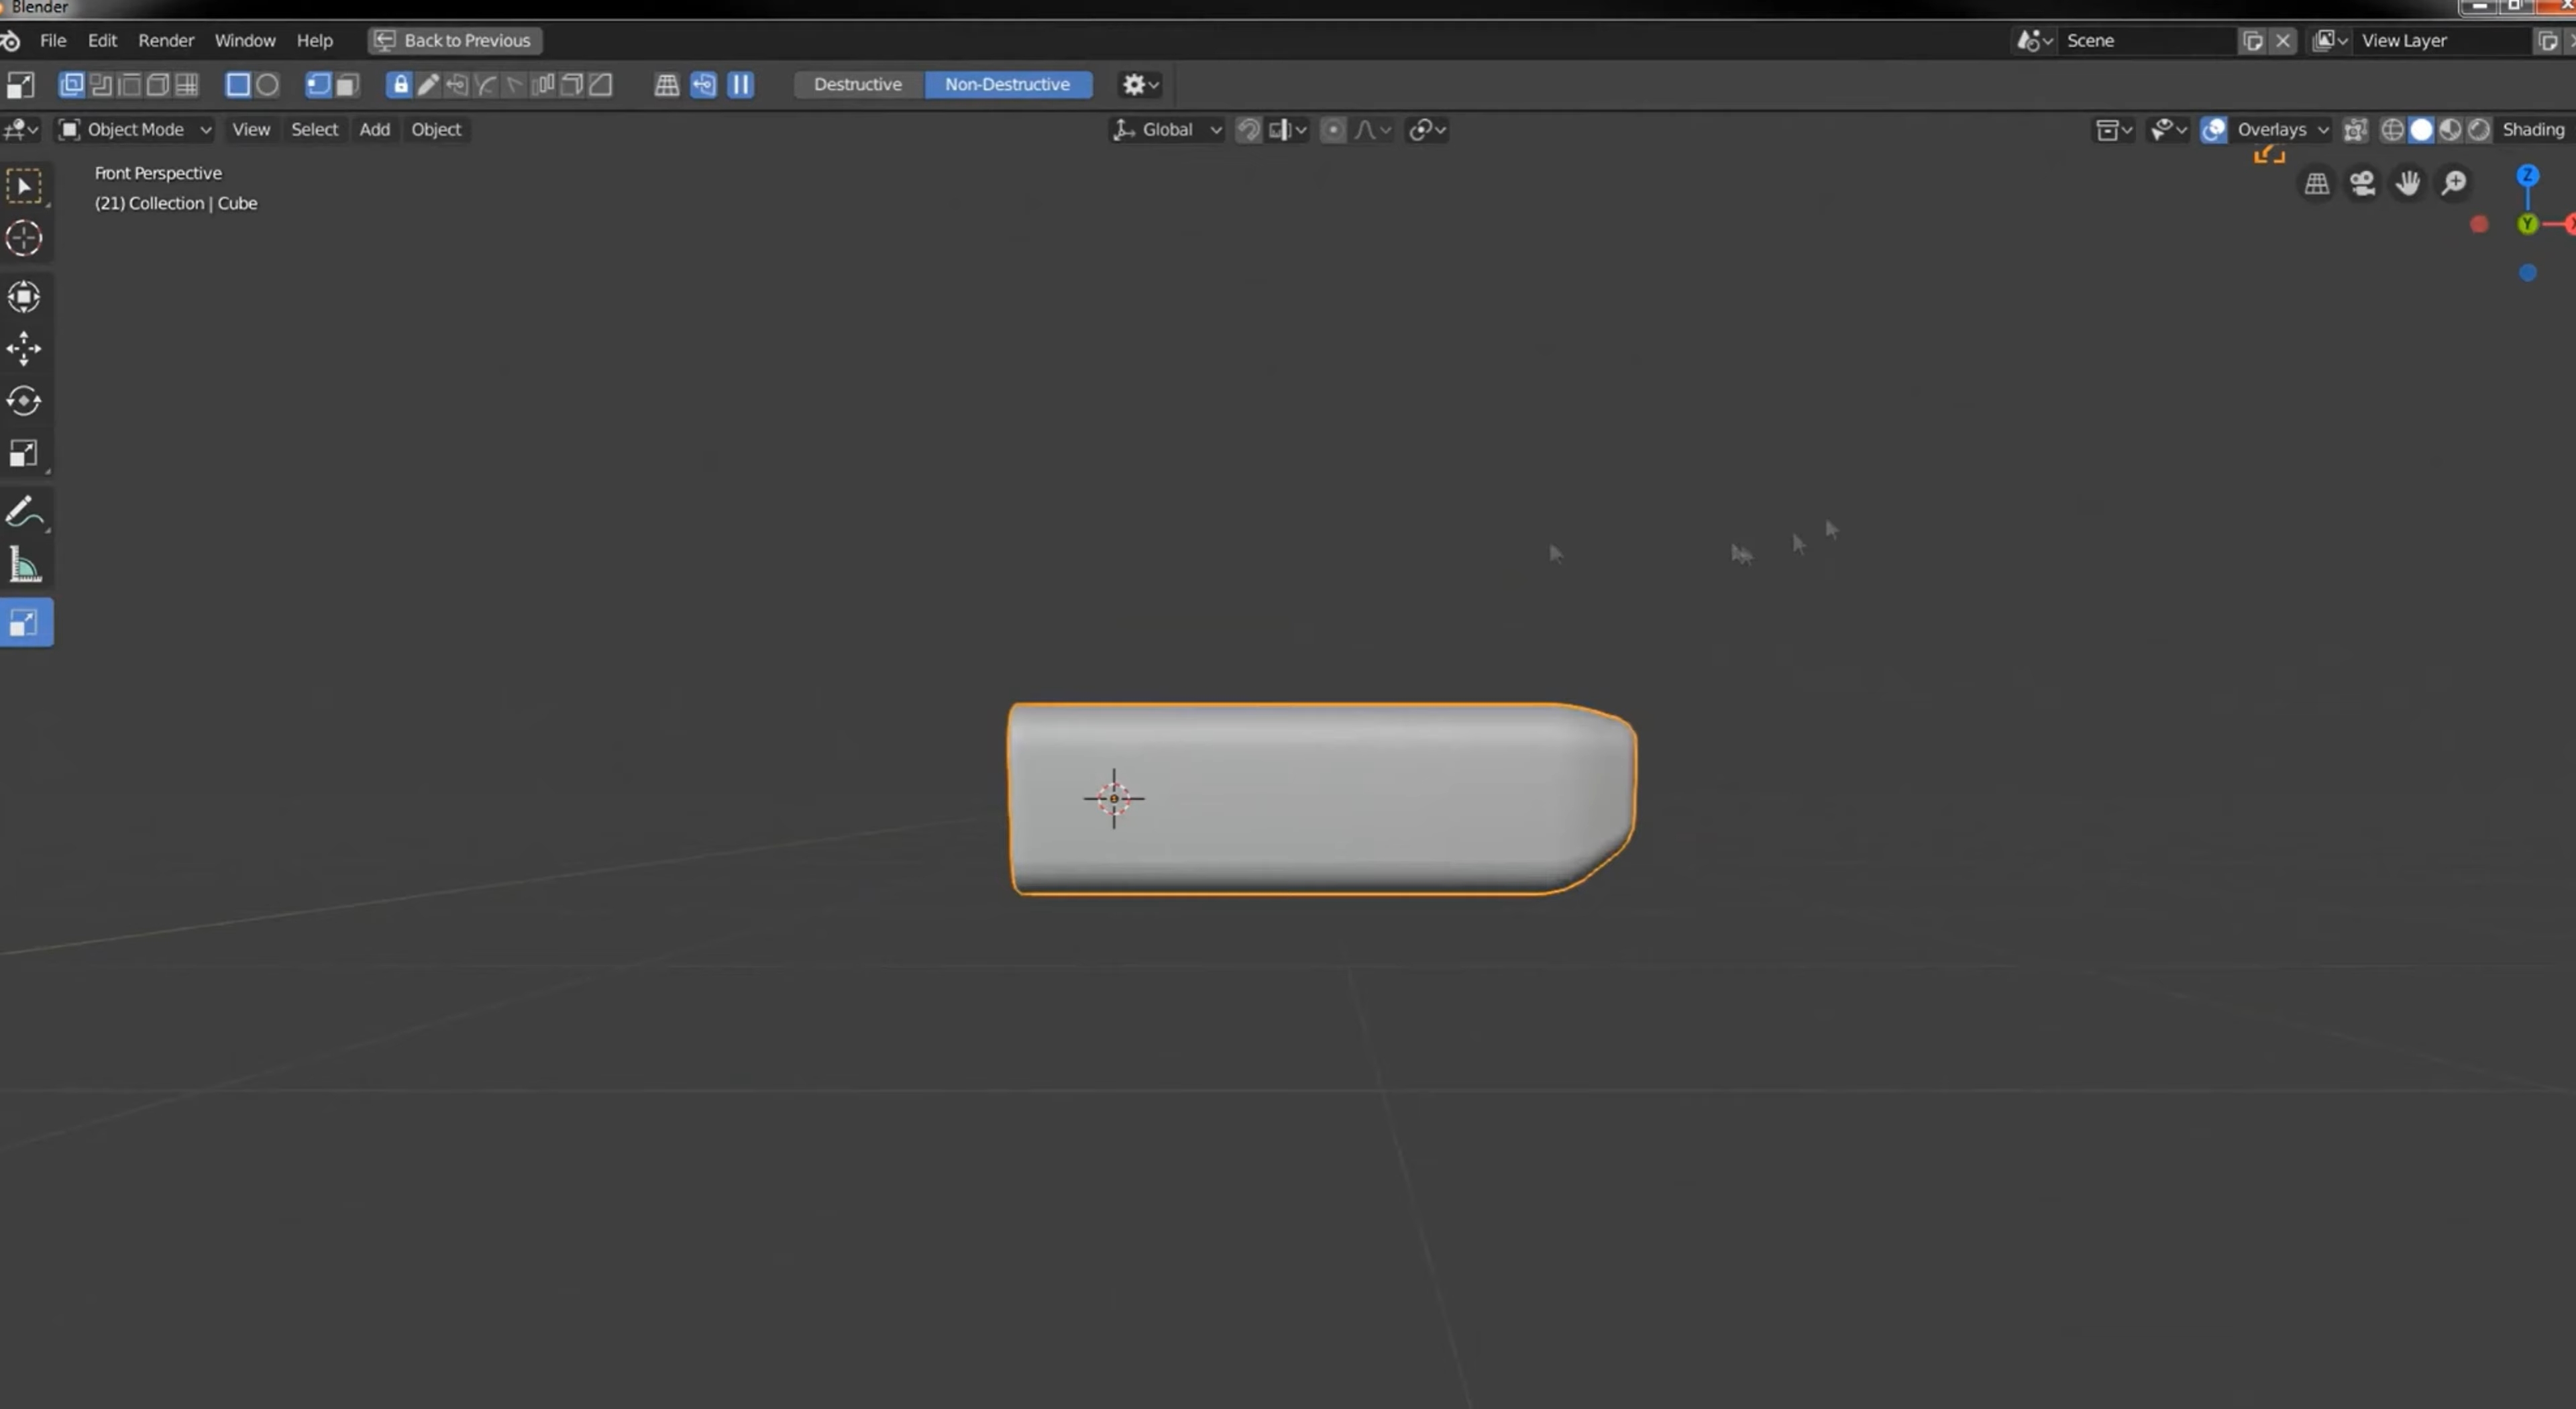 Blender
File Edit Render Window Help Back to Previous Scene View Layer
Destructive Non-Destructive
Object Mode View Select Add Object Global Overlays Shading
Front Perspective
(21) Collection | Cube
Z
Y
X